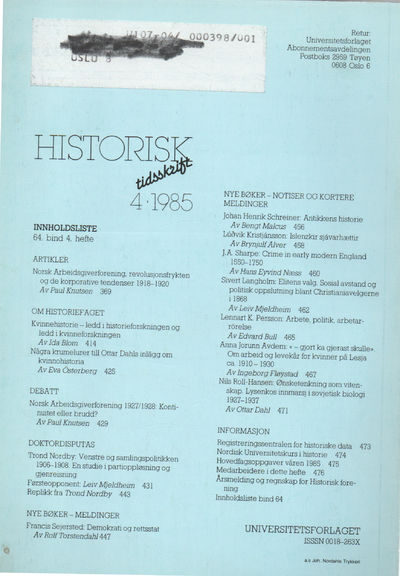 Retur:
Universitetsforlaget
Abonnementsavdelingen
Postboks 2959 Tøyen
0608 Oslo 6
000398/001
OSLO 8
HISTORISK
tidsskrift
4·1985
INNHOLDSLISTE
64. bind 4. hefte
ARTIKLER
Norsk Arbeidsgiverforening, revolusjonsfrykten
og de korporative tendenser 1918–1920
Av Paul Knutsen 369
OM HISTORIEFAGET
Kvinnehistorie – ledd i historieforskningen og
ledd i kvinneforskningen
Av Ida Blom 414
Några krumelurer till Ottar Dahls inlägg om
kvinnohistoria
Av Eva Österberg 425
DEBATT
Norsk Arbeidsgiverforening 1927/1928: Konti-
nuitet eller brudd?
Av Paul Knutsen 429
DOKTORDISPUTAS
Trond Nordby: Venstre og samlingspolitikken
1906–1908. En studie i partioppløsning og
gjenreisning
Førsteopponent: Leiv Mjeldheim 431
Replikk fra Trond Nordby 443
NYE BØKER – MELDINGER
Francis Sejersted: Demokrati og rettsstat
Av Rolf Torstendahl 447
NYE BØKER – NOTISER OG KORTERE
MELDINGER
Johan Henrik Schreiner: Antikkens historie
Av Bengt Malcus 456
Lúðvik Kristjánsson: Íslenzkir sjávarhættir
Av Brynjulf Alver 458
J.A. Sharpe: Crime in early modern England
1550–1750
Av Hans Eyvind Næss 460
Sivert Langholm: Elitens valg. Sosial avstand og
politisk oppslutning blant Christiansvelgerne
i 1868
Av Leiv Mjeldheim 462
Lennart K. Persson: Arbete, politik, arbetar-
rörelse
Av Edvard Bull 465
Anna Jorunn Avdem: « – gjort ka gjerast skulle»
Om arbeid og levekår for kvinner på Lesja
ca. 1910 – 1930
Av Ingeborg Fløystad 467
Nils Roll-Hansen: Ønsketenkning som viten-
skap. Lysenkos innmarsj i sovjetisk biologi
1927–1937
Av Ottar Dahl 471
INFORMASJON
Registreringssentralen for historiske data 473
Nordisk Universitetskurs i historie 474
Hovedfagsoppgaver våren 1985 475
Medarbeidere i dette hefte 476
Årsmelding og regnskap for Historisk fore-
ning
Innholdsliste bind 64
UNIVERSITETSFORLAGET
ISSSN 0018-263X
a.s Joh. Nordahls Trykkeri